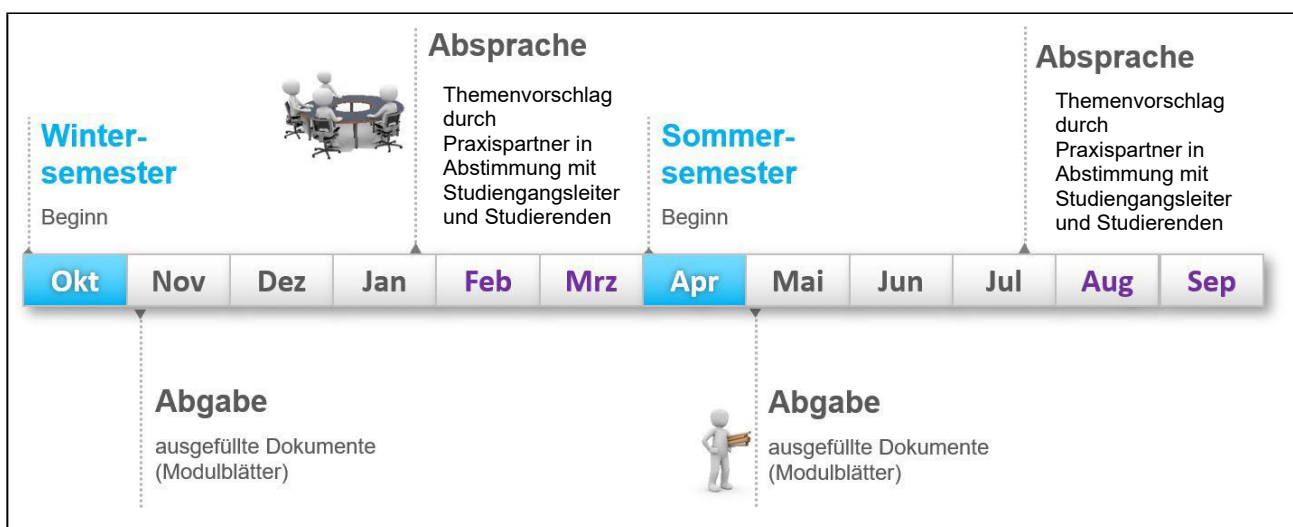 Absprache
Themenvorschlag
durch
Praxispartner in
Abstimmung mit
Studiengangsleiter
und Studierenden
Absprache
Themenvorschlag
durch
Praxispartner in
Abstimmung mit
Studiengangsleiter
und Studierenden
Winter-
semester
Beginn
Sommer-
semester
Beginn
Okt Nov Dez Jan Feb Mrz Apr Mai Jun Jul Aug Sep
Abgabe
ausgefüllte Dokumente
(Modulblätter)
Abgabe
ausgefüllte Dokumente
(Modulblätter)